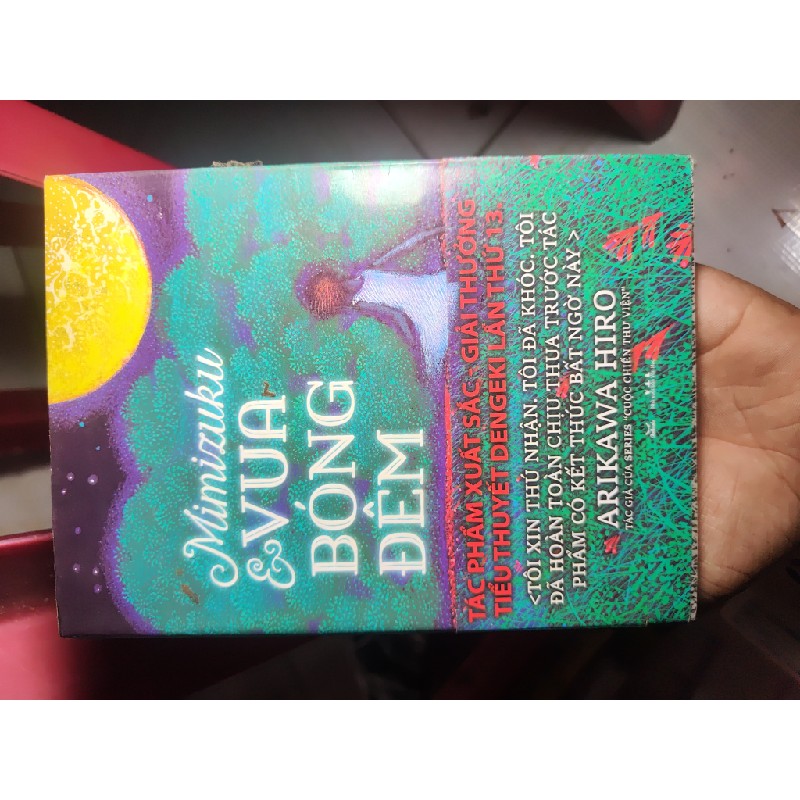 Mimizuku
& VUA
BÓNG
ĐÊM
TÁC PHẨM XUẤT SẮC - GIẢI THƯỞNG
TIỂU THUYẾT DENGEKI LẦN THỨ 13.
<TÔI XIN THÚ NHẬN. TÔI ĐÃ KHÓC. TÔI
ĐÃ HOÀN TOÀN CHỊU THUA TRƯỚC TÁC
PHẨM CÓ KẾT THÚC BẤT NGỜ NÀY>
ARIKAWA HIRO
TÁC GIẢ CỦA SERIES "CUỘC CHIẾN THƯ VIỆN"